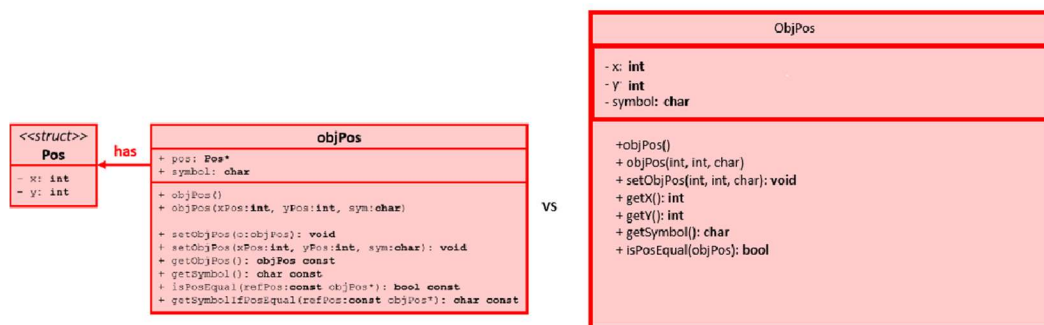 <<struct>>
Pos
- x: int
- y: int
has
objPos
+ pos: Pos*
+ symbol: char
+ objPos()
+ objPos(xPos:int, yPos:int, sym:char)
+ setObjPos(o:objPos): void
+ setObjPos(xPos:int, yPos:int, sym:char): void
+ getObjPos(): objPos const
+ getSymbol(): char const
+ isPosEqual(refPos:const objPos*): bool const
+ getSymbolIfPosEqual(refPos:const objPos*): char const
vs
ObjPos
- x: int
- y: int
- symbol: char
+objPos()
+ objPos(int, int, char)
+ setObjPos(int, int, char): void
+ getX(): int
+ getY(): int
+ getSymbol(): char
+ isPosEqual(objPos): bool